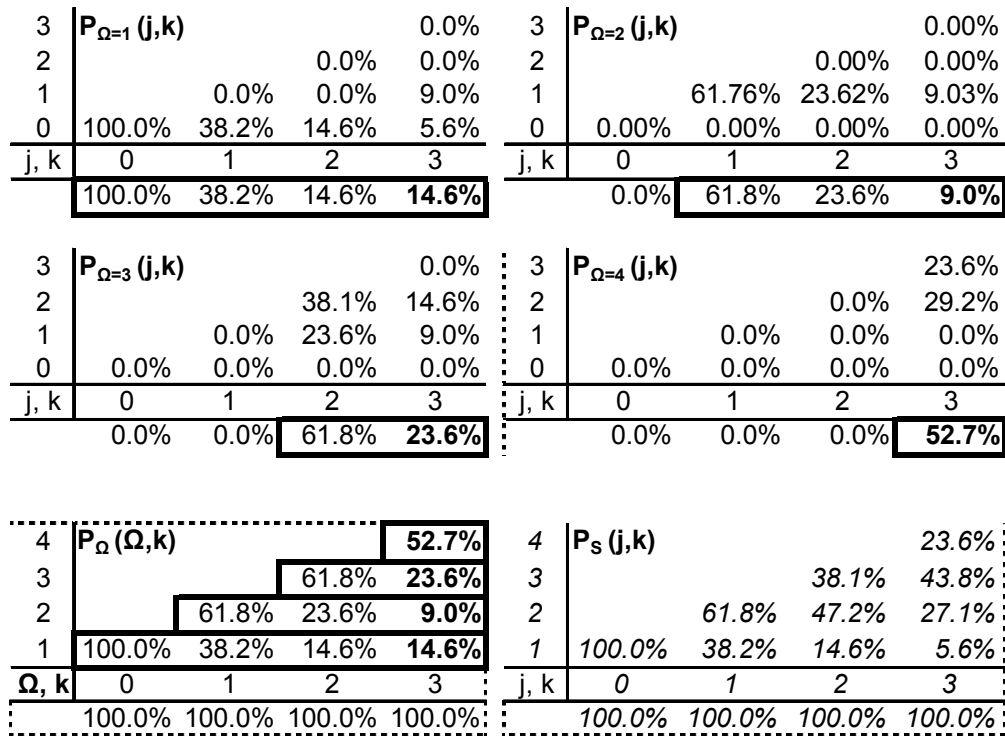 3 P Ω=1 (j,k) 0.0%
2 0.0% 0.0%
1 0.0% 0.0% 9.0%
0 100.0% 38.2% 14.6% 5.6%
j, k 0 1 2 3
100.0% 38.2% 14.6% 14.6%
3 P Ω=2 (j,k) 0.00%
2 0.00% 0.00%
1 61.76% 23.62% 9.03%
0 0.00% 0.00% 0.00% 0.00%
j, k 0 1 2 3
0.0% 61.8% 23.6% 9.0%
3 P Ω=3 (j,k) 0.0%
2 38.1% 14.6%
1 0.0% 23.6% 9.0%
0 0.0% 0.0% 0.0% 0.0%
j, k 0 1 2 3
0.0% 0.0% 61.8% 23.6%
3 P Ω=4 (j,k) 23.6%
2 0.0% 29.2%
1 0.0% 0.0% 0.0%
0 0.0% 0.0% 0.0% 0.0%
j, k 0 1 2 3
0.0% 0.0% 0.0% 52.7%
4 P Ω (Ω,k) 52.7%
3 61.8% 23.6%
2 61.8% 23.6% 9.0%
1 100.0% 38.2% 14.6% 14.6%
Ω, k 0 1 2 3
100.0% 100.0% 100.0% 100.0%
4 P S (j,k) 23.6%
3 38.1% 43.8%
2 61.8% 47.2% 27.1%
1 100.0% 38.2% 14.6% 5.6%
j, k 0 1 2 3
100.0% 100.0% 100.0% 100.0%